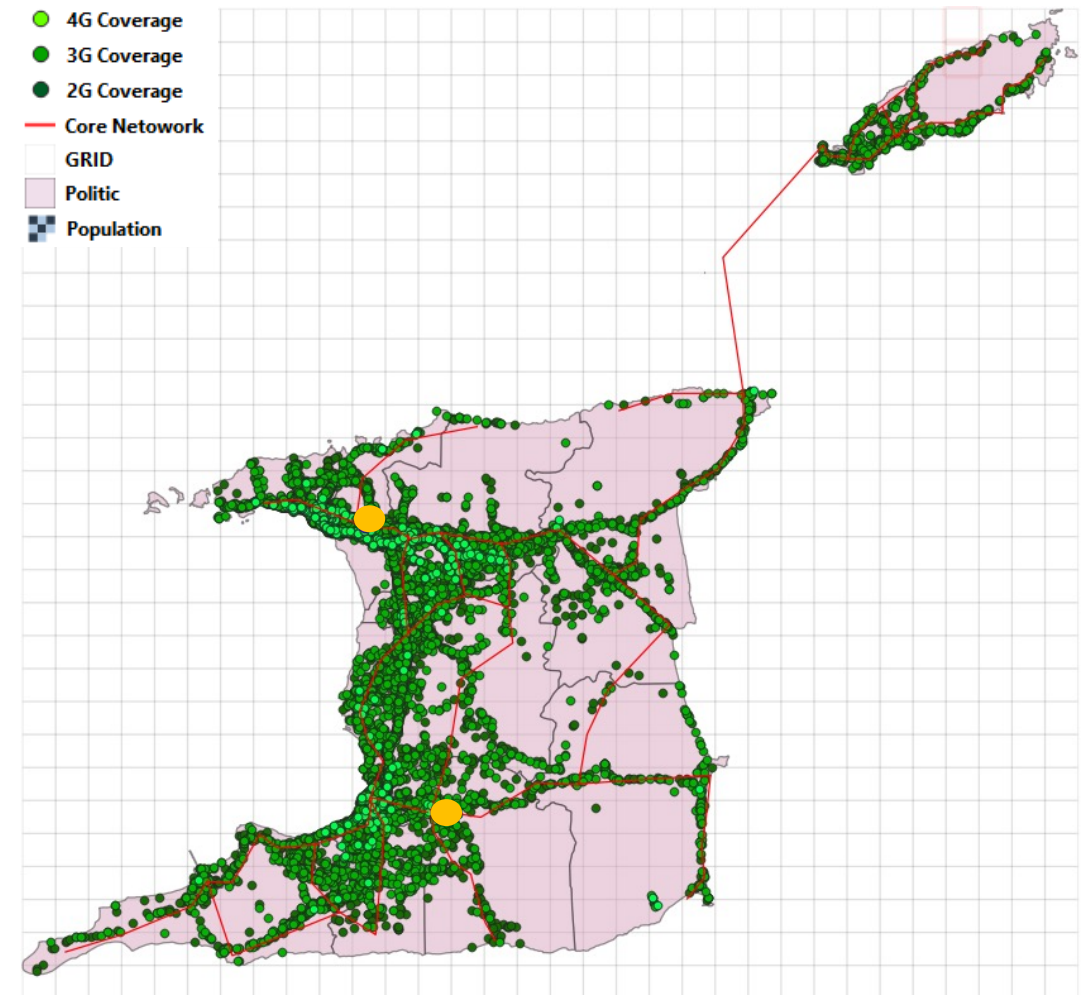 4G Coverage
3G Coverage
2G Coverage
Core Netowork
GRID
Politic
Population